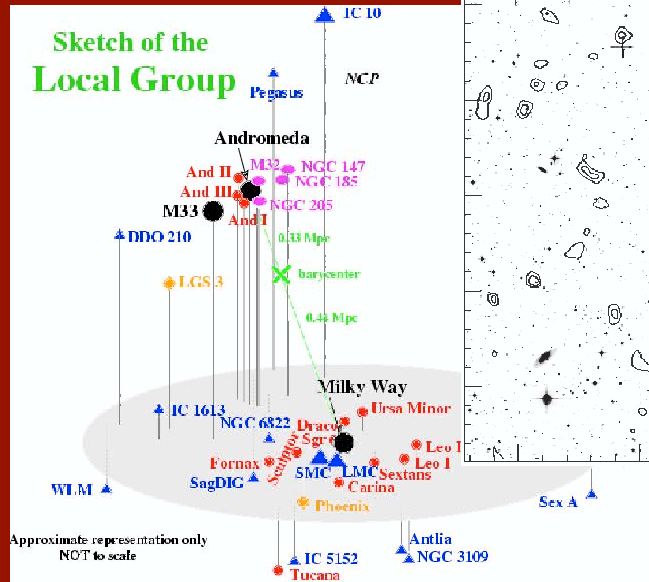 Sketch of the
Local Group
IC 10
NCP
Pegasus
Andromeda
M32
NGC 147
And II
NGC 185
And III
NGC 205
M33
And I
DDO 210
0.33 Mpc
LGS 3
barycenter
0.44 Mpc
Milky Way
IC 1613
Ursa Minor
NGC 6822
Draco
Sgr
Sculptor
Leo I
Fornax
Leo I
SMC
LMC
Sextans
SagDIG
Carina
WLM
Phoenix
Sex A
Approximate representation only
NOT to scale
Antlia
IC 5152
NGC 3109
Tucana